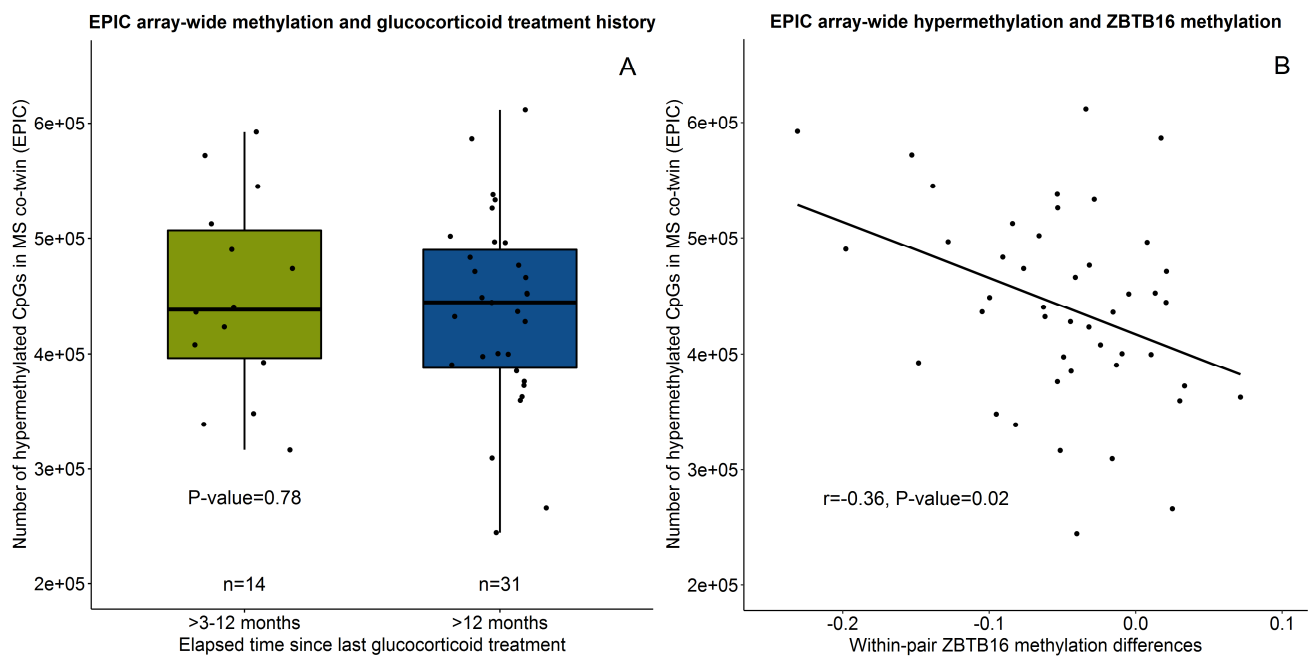 EPIC array-wide methylation and glucocorticoid treatment history
A
Number of hypermethylated CpGs in MS co-twin (EPIC)
6e+05
5e+05
4e+05
3e+05
2e+05
P-value=0.78
n=14
n=31
>3-12 months
>12 months
Elapsed time since last glucocorticoid treatment
EPIC array-wide hypermethylation and ZBTB16 methylation
B
Number of hypermethylated CpGs in MS co-twin (EPIC)
6e+05
5e+05
4e+05
3e+05
2e+05
r=-0.36, P-value=0.02
-0.2
-0.1
0.0
0.1
Within-pair ZBTB16 methylation differences